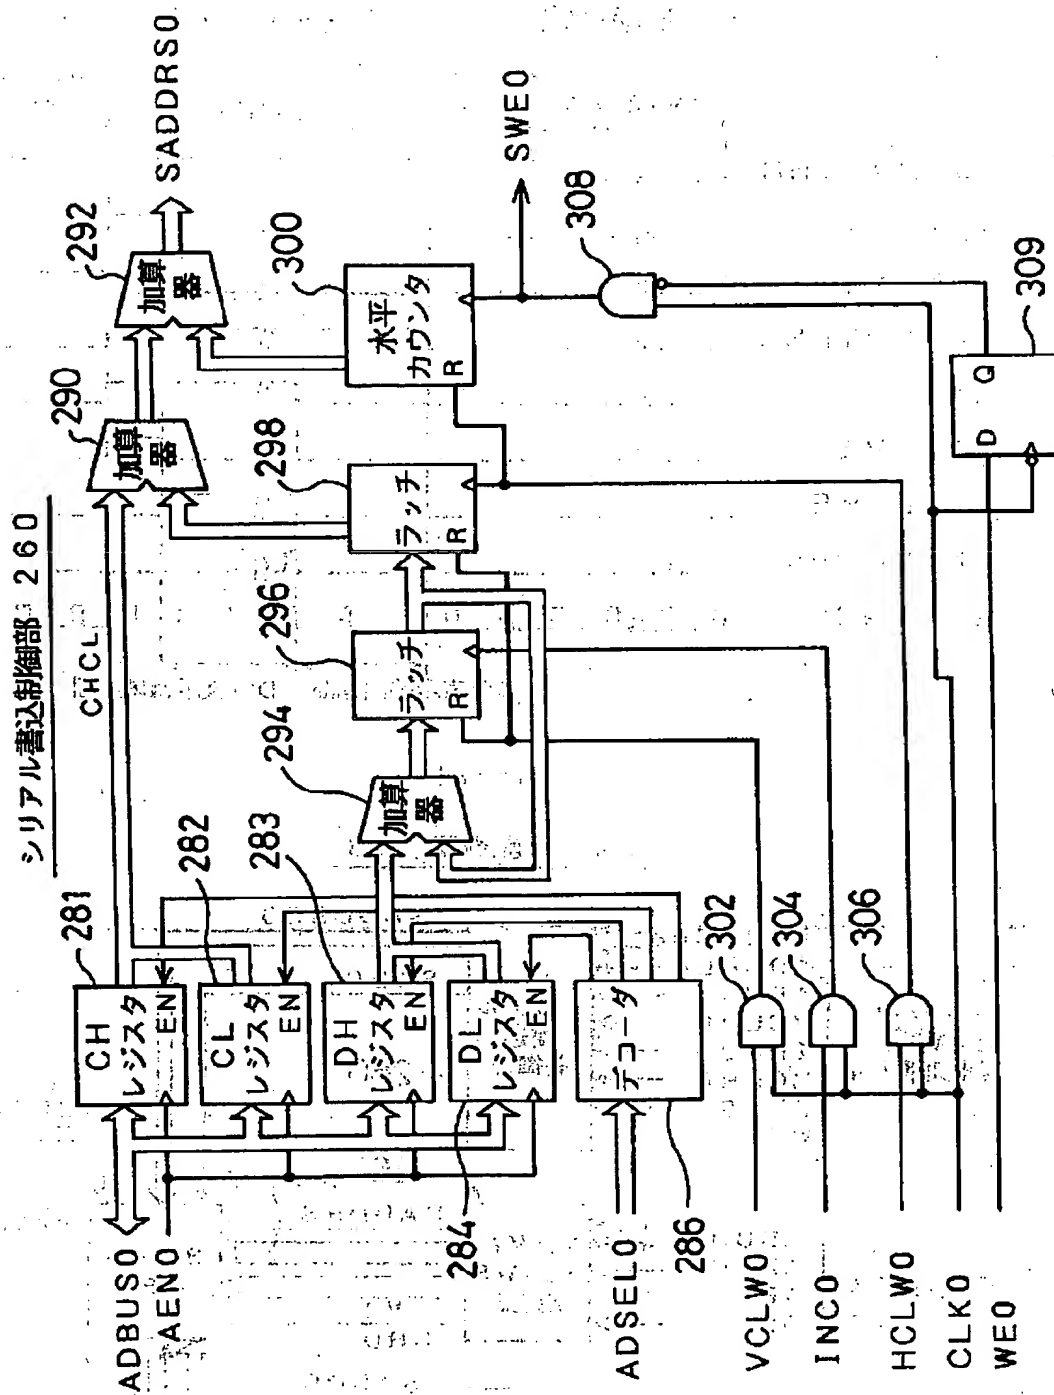 シリアル書込制御部 260
ADBUS0
AEN0
281
CH
レジスタ
EN
282
CL
レジスタ
EN
283
DH
レジスタ
EN
284
DL
レジスタ
EN
ADSEL0
286
デコーダ
CHCL
290
加算器
292
加算器
SADDRS0
294
加算器
296
ラッチ
R
298
ラッチ
R
300
水平
カウンタ
R
SWE0
308
309
D
Q
302
304
306
VCLW0
INC0
HCLW0
CLK0
WE0